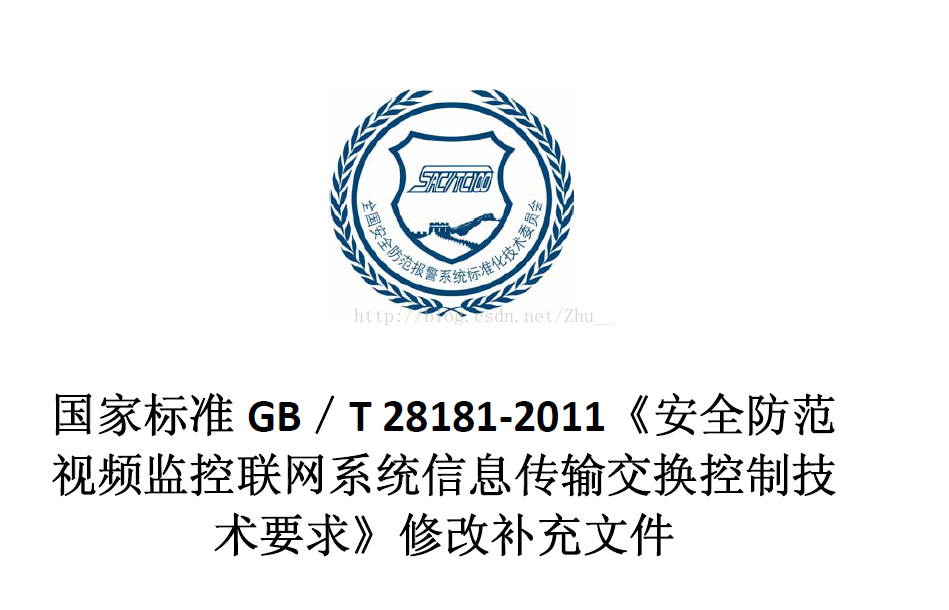 SAC/TC100
全国安全防范报警系统标准化技术委员会
http://blog.csdn.net/Zhu__
国家标准 GB／T 28181-2011《安全防范
视频监控联网系统信息传输交换控制技
术要求》修改补充文件